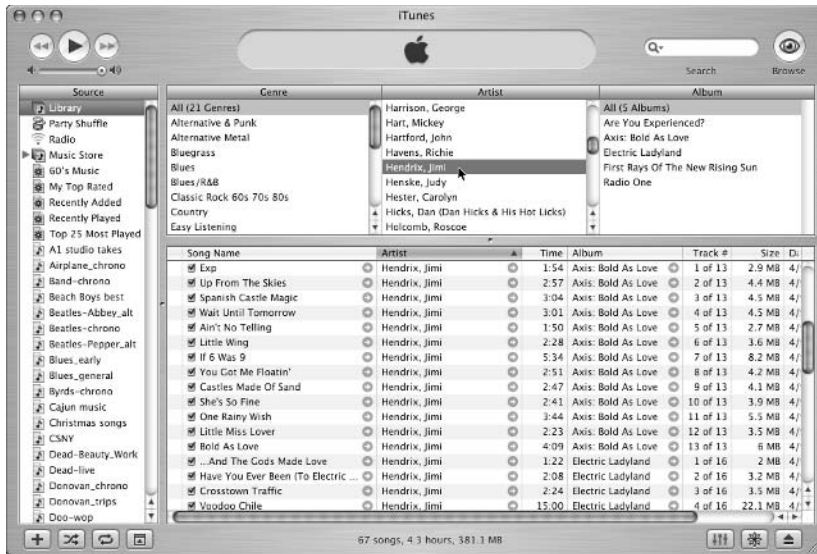 iTunes
Search
Browse
Source
Library
Party Shuffle
Radio
Music Store
60's Music
My Top Rated
Recently Added
Recently Played
Top 25 Most Played
A1 studio takes
Airplane_chrono
Band-chrono
Beach Boys best
Beatles-Abbey_alt
Beatles-chrono
Beatles-Pepper_alt
Blues_early
Blues_general
Byrds-chrono
Cajun music
Christmas songs
CSNY
Dead-Beauty_Work
Dead-live
Donovan_chrono
Donovan_trips
Doo-wop
Genre
All (21 Genres)
Alternative & Punk
Alternative Metal
Bluegrass
Blues
Blues/R&B
Classic Rock 60s 70s 80s
Country
Easy Listening
Artist
Harrison, George
Hart, Mickey
Hartford, John
Havens, Richie
Hendrix, Jimi
Henske, Judy
Hester, Carolyn
Hicks, Dan (Dan Hicks & His Hot Licks)
Holcomb, Roscoe
Album
All (5 Albums)
Are You Experienced?
Axis: Bold As Love
Electric Ladyland
First Rays Of The New Rising Sun
Radio One
Song Name Artist Time Album Track # Size Da
Exp Hendrix, Jimi 1:54 Axis: Bold As Love 1 of 13 2.9 MB 4/
Up From The Skies Hendrix, Jimi 2:57 Axis: Bold As Love 2 of 13 4.4 MB 4/
Spanish Castle Magic Hendrix, Jimi 3:04 Axis: Bold As Love 3 of 13 4.5 MB 4/
Wait Until Tomorrow Hendrix, Jimi 3:01 Axis: Bold As Love 4 of 13 4.5 MB 4/
Ain't No Telling Hendrix, Jimi 1:50 Axis: Bold As Love 5 of 13 2.7 MB 4/
Little Wing Hendrix, Jimi 2:28 Axis: Bold As Love 6 of 13 3.6 MB 4/
If 6 Was 9 Hendrix, Jimi 5:34 Axis: Bold As Love 7 of 13 8.2 MB 4/
You Got Me Floatin' Hendrix, Jimi 2:51 Axis: Bold As Love 8 of 13 4.2 MB 4/
Castles Made Of Sand Hendrix, Jimi 2:47 Axis: Bold As Love 9 of 13 4.1 MB 4/
She's So Fine Hendrix, Jimi 2:41 Axis: Bold As Love 10 of 13 3.9 MB 4/
One Rainy Wish Hendrix, Jimi 3:44 Axis: Bold As Love 11 of 13 5.5 MB 4/
Little Miss Lover Hendrix, Jimi 2:23 Axis: Bold As Love 12 of 13 3.5 MB 4/
Bold As Love Hendrix, Jimi 4:09 Axis: Bold As Love 13 of 13 6 MB 4/
...And The Gods Made Love Hendrix, Jimi 1:22 Electric Ladyland 1 of 16 2 MB 4/
Have You Ever Been (To Electric ... Hendrix, Jimi 2:08 Electric Ladyland 2 of 16 3.2 MB 4/
Crosstown Traffic Hendrix, Jimi 2:24 Electric Ladyland 3 of 16 3.5 MB 4/
Voodoo Chile Hendrix, Jimi 15:00 Electric Ladyland 4 of 16 22.1 MB 4/
67 songs, 4.3 hours, 381.1 MB